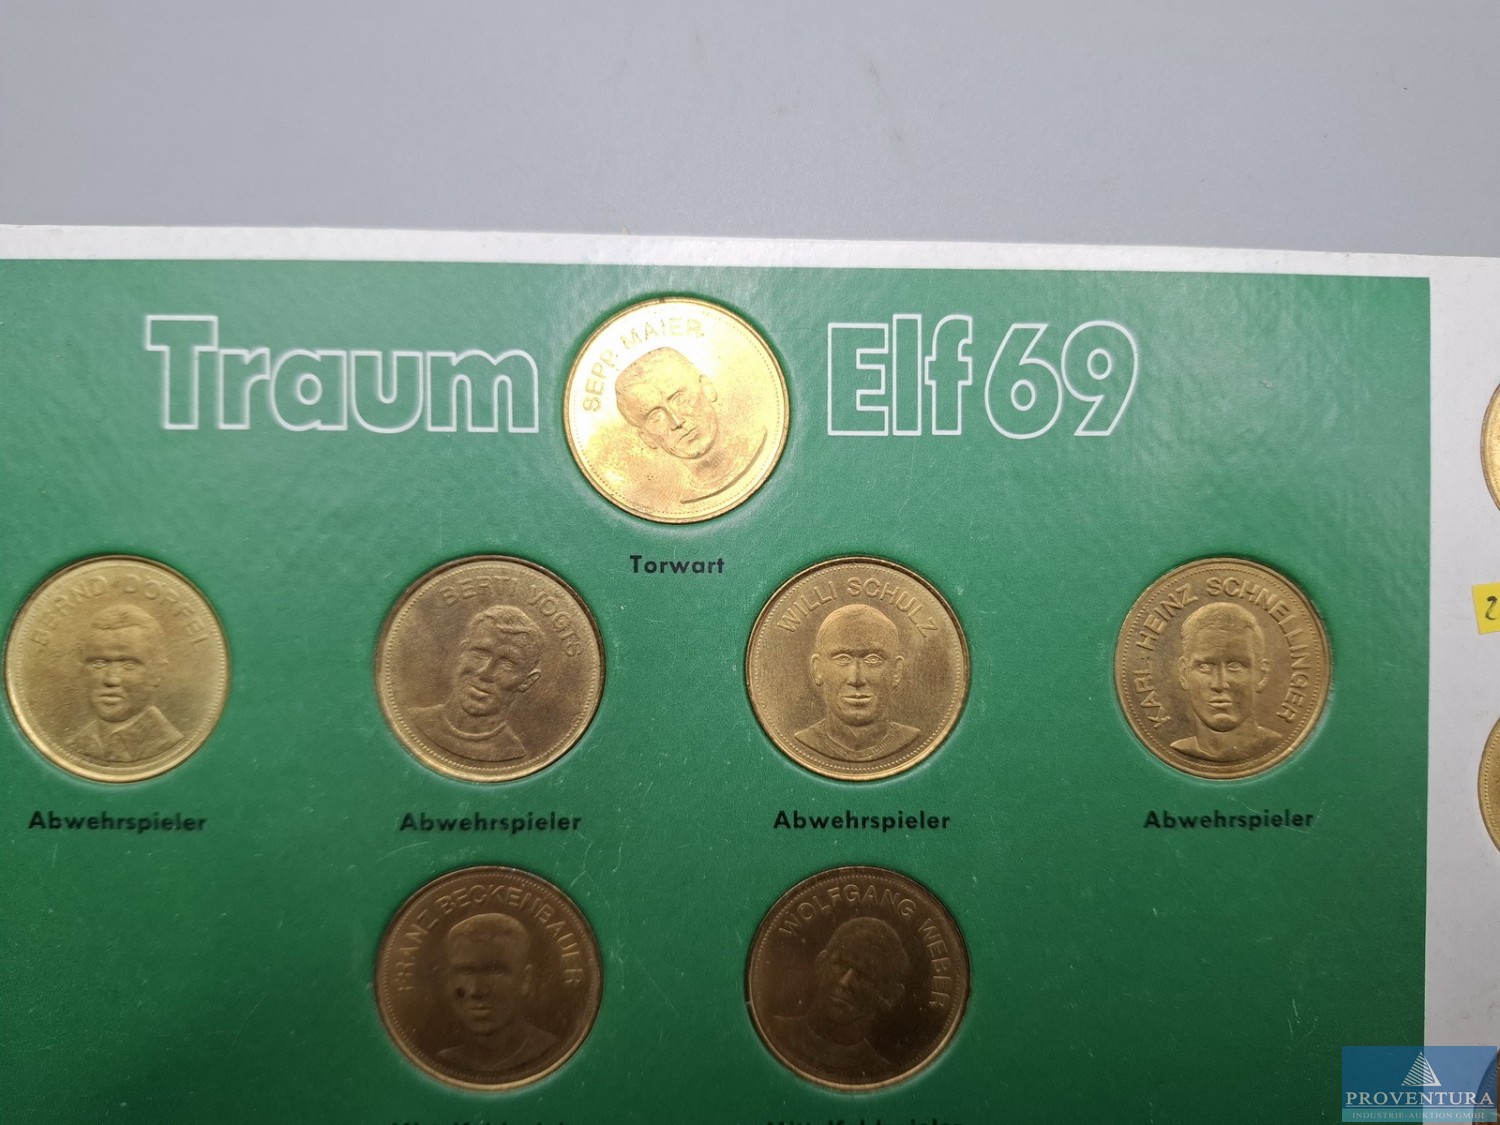 Traum Elf 69
SEPP MAIER
Torwart
BERND DÖRFEL
BERTI VOGTS
WILLI SCHULZ
KARL-HEINZ SCHNELLINGER
Abwehrspieler Abwehrspieler Abwehrspieler Abwehrspieler
FRANZ BECKENBAUER
WOLFGANG WEBER
2
PROVENTURA
INDUSTRIE-AUKTION GMBH